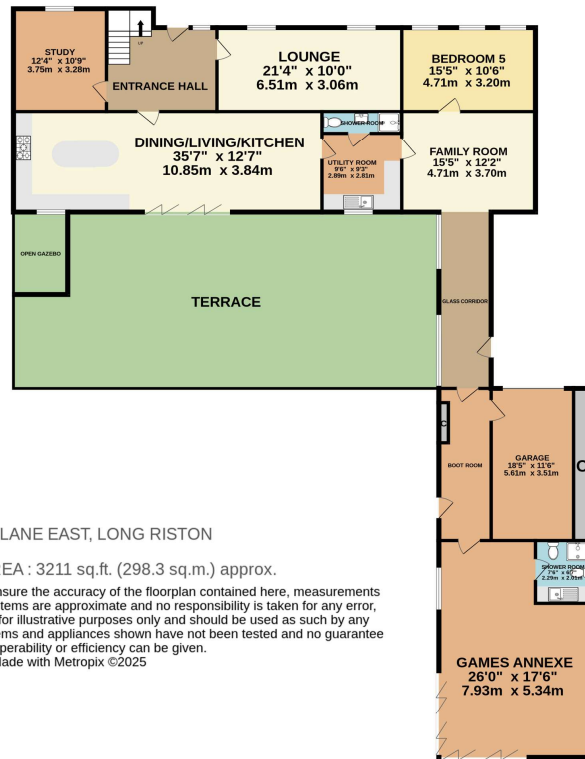 STUDY
12'4" x 10'9"
3.75m x 3.28m
UP
ENTRANCE HALL
LOUNGE
21'4" x 10'0"
6.51m x 3.06m
BEDROOM 5
15'5" x 10'6"
4.71m x 3.20m
DINING/LIVING/KITCHEN
35'7" x 12'7"
10.85m x 3.84m
SHOWER ROOM
UTILITY ROOM
9'6" x 9'3"
2.89m x 2.81m
FAMILY ROOM
15'5" x 12'2"
4.71m x 3.70m
OPEN GAZEBO
TERRACE
GLASS CORRIDOR
C
BOOT ROOM
GARAGE
18'5" x 11'6"
5.61m x 3.51m
C
LANE EAST, LONG RISTON
EA : 3211 sq.ft. (298.3 sq.m.) approx.
nsure the accuracy of the floorplan contained here, measurements
tems are approximate and no responsibility is taken for any error,
for illustrative purposes only and should be used as such by any
ems and appliances shown have not been tested and no guarantee
perability or efficiency can be given.
ade with Metropix ©2025
SHOWER ROOM
2.29m x 2.01m
GAMES ANNEXE
26'0" x 17'6"
7.93m x 5.34m